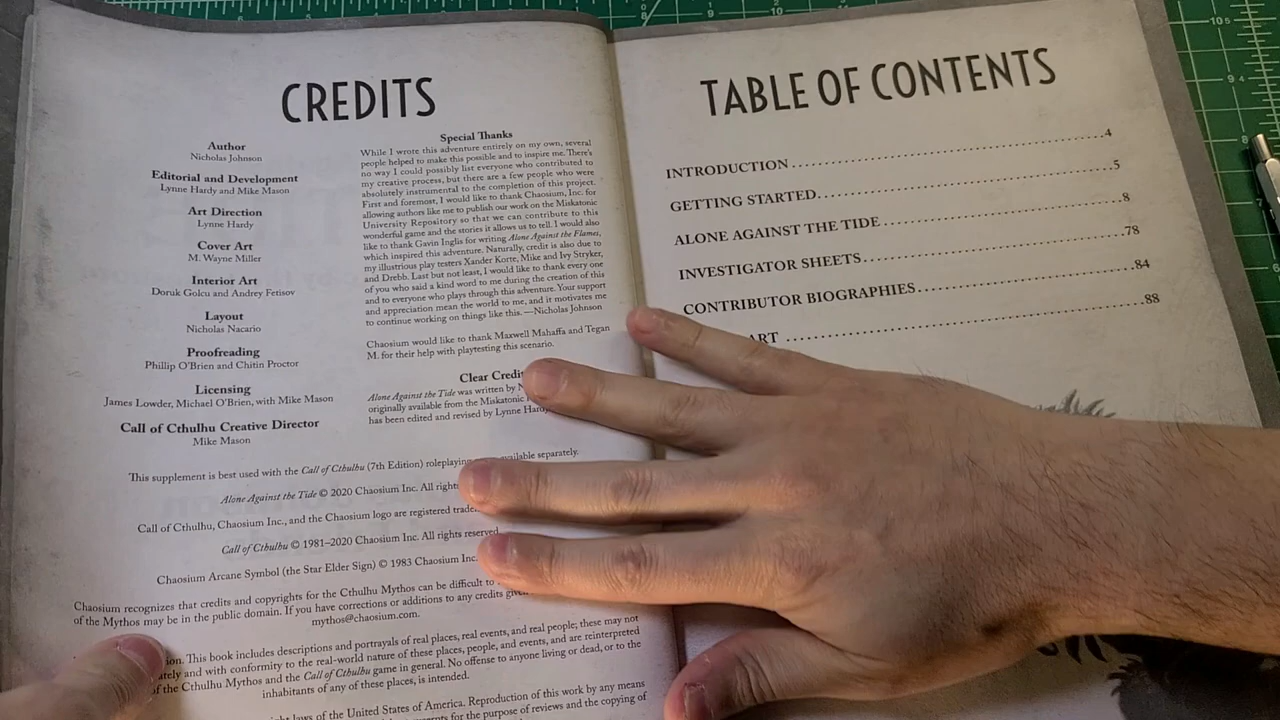 CREDITS
Author
Nicholas Johnson
Editorial and Development
Lynne Hardy and Mike Mason
Art Direction
Lynne Hardy
Cover Art
M. Wayne Miller
Interior Art
Doruk Golcu and Andrey Fetisov
Layout
Nicholas Nacario
Proofreading
Phillip O'Brien and Chitin Proctor
Licensing
James Lowder, Michael O'Brien, with Mike Mason
Call of Cthulhu Creative Director
Mike Mason
Special Thanks
While I wrote this adventure entirely on my own, several
people helped to make this possible and to inspire me. There's
no way I could possibly list everyone who contributed to
my creative process, but there are a few people who were
absolutely instrumental to the completion of this project.
First and foremost, I would like to thank Chaosium, Inc. for
allowing authors like me to publish our work on the Miskatonic
University Repository so that we can contribute to this
wonderful game and the stories it allows us to tell. I would also
like to thank Gavin Inglis for writing Alone Against the Flames,
which inspired this adventure. Naturally, credit is also due to
my illustrious play testers Xander Korte, Mike and Ivy Stryker,
and Drebb. Last but not least, I would like to thank every one
of you who said a kind word to me during the creation of this
and to everyone who plays through this adventure. Your support
and appreciation mean the world to me, and it motivates me
to continue working on things like this. —Nicholas Johnson
Chaosium would like to thank Maxwell Mahaffa and Tegan
M. for their help with playtesting this scenario.
Clear Credit
Alone Against the Tide was written by N
originally available from the Miskatonic
has been edited and revised by Lynne Hardy
This supplement is best used with the Call of Cthulhu (7th Edition) roleplaying available separately.
Alone Against the Tide © 2020 Chaosium Inc. All rights
Call of Cthulhu, Chaosium Inc., and the Chaosium logo are registered trade
Call of Cthulhu © 1981–2020 Chaosium Inc. All rights reserved
Chaosium Arcane Symbol (the Star Elder Sign) © 1983 Chaosium Inc.
Chaosium recognizes that credits and copyrights for the Cthulhu Mythos can be difficult to
of the Mythos may be in the public domain. If you have corrections or additions to any credits given
mythos@chaosium.com.
ion. This book includes descriptions and portrayals of real places, real events, and real people; these may not
ately and with conformity to the real-world nature of these places, people, and events, and are reinterpreted
of the Cthulhu Mythos and the Call of Cthulhu game in general. No offense to anyone living or dead, or to the
inhabitants of any of these places, is intended.
ght laws of the United States of America. Reproduction of this work by any means
for the purpose of reviews and the copying of
TABLE OF CONTENTS
INTRODUCTION 4
GETTING STARTED 5
ALONE AGAINST THE TIDE 8
INVESTIGATOR SHEETS 78
CONTRIBUTOR BIOGRAPHIES 84
ART 88
8
9
10
10 5
9 4
8